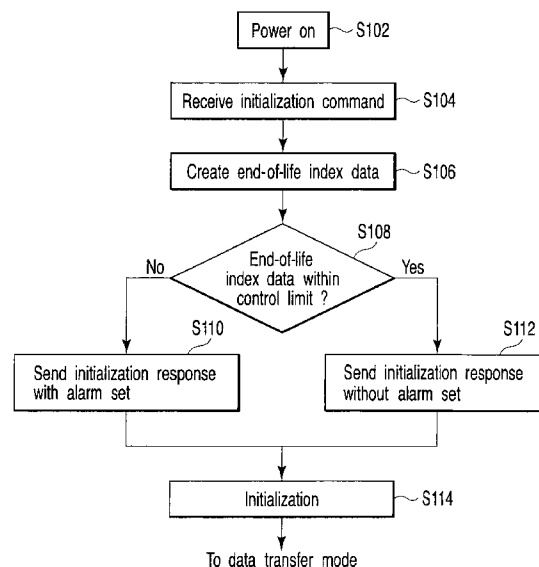 Power on
S102
Receive initialization command
S104
Create end-of-life index data
S106
S108
End-of-life
index data within
control limit ?
No
Yes
S110
S112
Send initialization response
with alarm set
Send initialization response
without alarm set
Initialization
S114
To data transfer mode